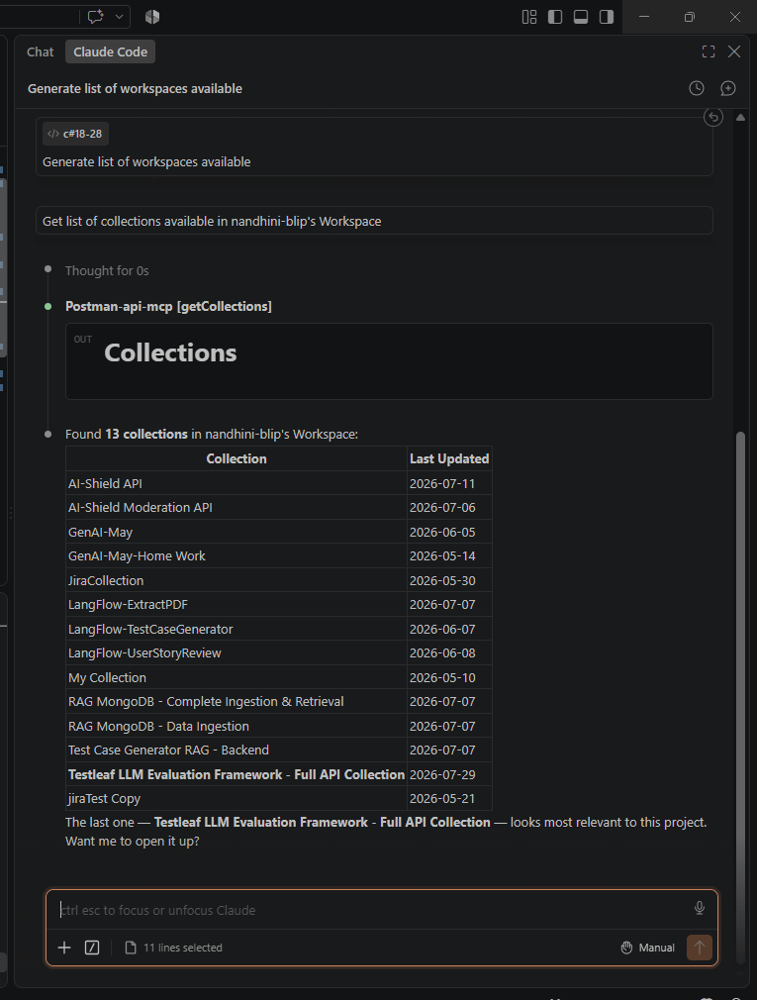 Chat Claude Code
Generate list of workspaces available
</> c#18-28
Generate list of workspaces available
Get list of collections available in nandhini-blip's Workspace
Thought for 0s
Postman-api-mcp [getCollections]
OUT Collections
Found 13 collections in nandhini-blip's Workspace:
Collection Last Updated
AI-Shield API 2026-07-11
AI-Shield Moderation API 2026-07-06
GenAI-May 2026-06-05
GenAI-May-Home Work 2026-05-14
JiraCollection 2026-05-30
LangFlow-ExtractPDF 2026-07-07
LangFlow-TestCaseGenerator 2026-06-07
LangFlow-UserStoryReview 2026-06-08
My Collection 2026-05-10
RAG MongoDB - Complete Ingestion & Retrieval 2026-07-07
RAG MongoDB - Data Ingestion 2026-07-07
Test Case Generator RAG - Backend 2026-07-07
Testleaf LLM Evaluation Framework - Full API Collection 2026-07-29
jiraTest Copy 2026-05-21
The last one — Testleaf LLM Evaluation Framework - Full API Collection — looks most relevant to this project.
Want me to open it up?
ctrl esc to focus or unfocus Claude
11 lines selected Manual